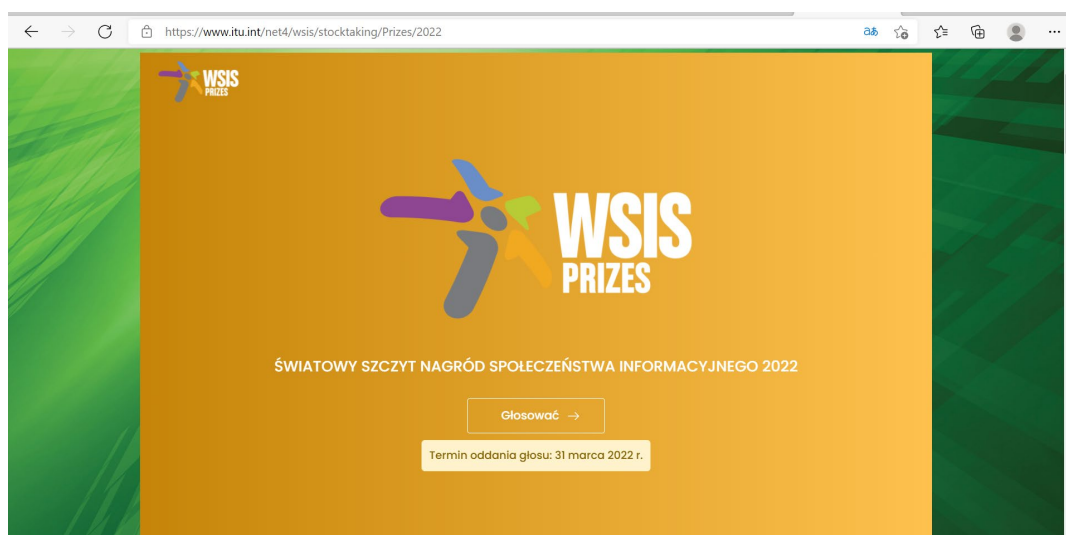 https://www.itu.int/net4/wsis/stocktaking/Prizes/2022
WSIS
PRIZES
WSIS
PRIZES
ŚWIATOWY SZCZYT NAGRÓD SPOŁECZEŃSTWA INFORMACYJNEGO 2022
Głosować →
Termin oddania głosu: 31 marca 2022 r.